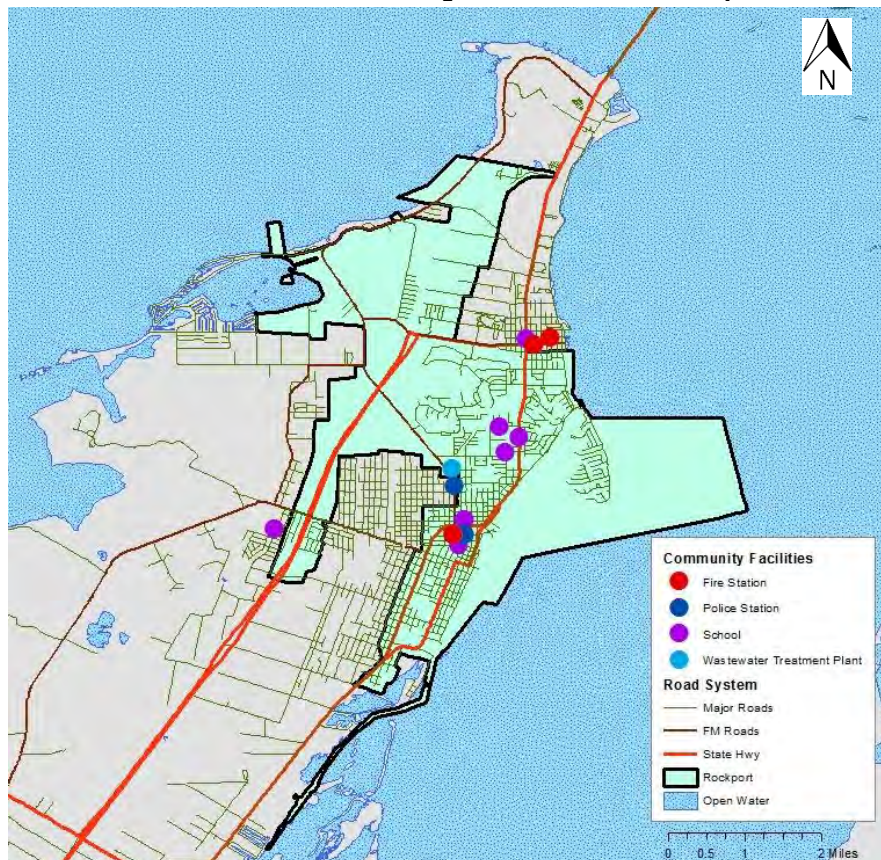 N
Community Facilities
Fire Station
Police Station
School
Wastewater Treatment Plant
Road System
Major Roads
FM Roads
State Hwy
Rockport
Open Water
0 0.5 1 2 Miles